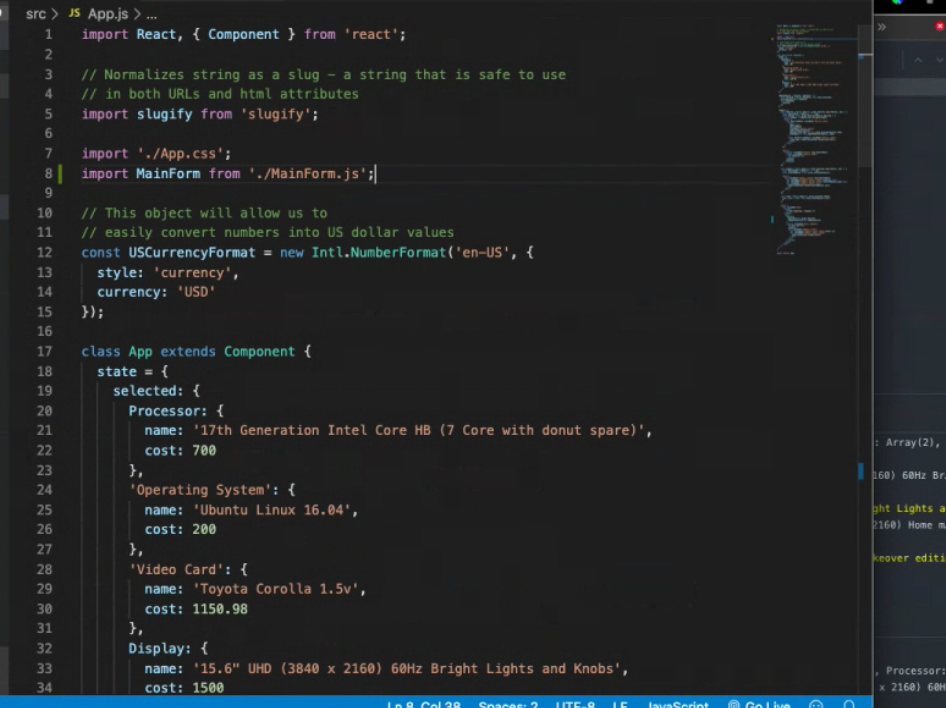 src > JS App.js > ...
1 import React, { Component } from 'react';
2
3 // Normalizes string as a slug - a string that is safe to use
4 // in both URLs and html attributes
5 import slugify from 'slugify';
6
7 import './App.css';
8 import MainForm from './MainForm.js';
9
10 // This object will allow us to
11 // easily convert numbers into US dollar values
12 const USCurrencyFormat = new Intl.NumberFormat('en-US', {
13 style: 'currency',
14 currency: 'USD'
15 });
16
17 class App extends Component {
18 state = {
19 selected: {
20 Processor: {
21 name: '17th Generation Intel Core HB (7 Core with donut spare)',
22 cost: 700
23 },
24 'Operating System': {
25 name: 'Ubuntu Linux 16.04',
26 cost: 200
27 },
28 'Video Card': {
29 name: 'Toyota Corolla 1.5v',
30 cost: 1150.98
31 },
32 Display: {
33 name: '15.6" UHD (3840 x 2160) 60Hz Bright Lights and Knobs',
34 cost: 1500
Ln 8, Col 38 Spaces: 2 UTF-8 LF JavaScript Go Live
: Array(2),
160) 60Hz Br
ght Lights a
2160) Home m
keover editi
, Processor:
x 2160) 60H